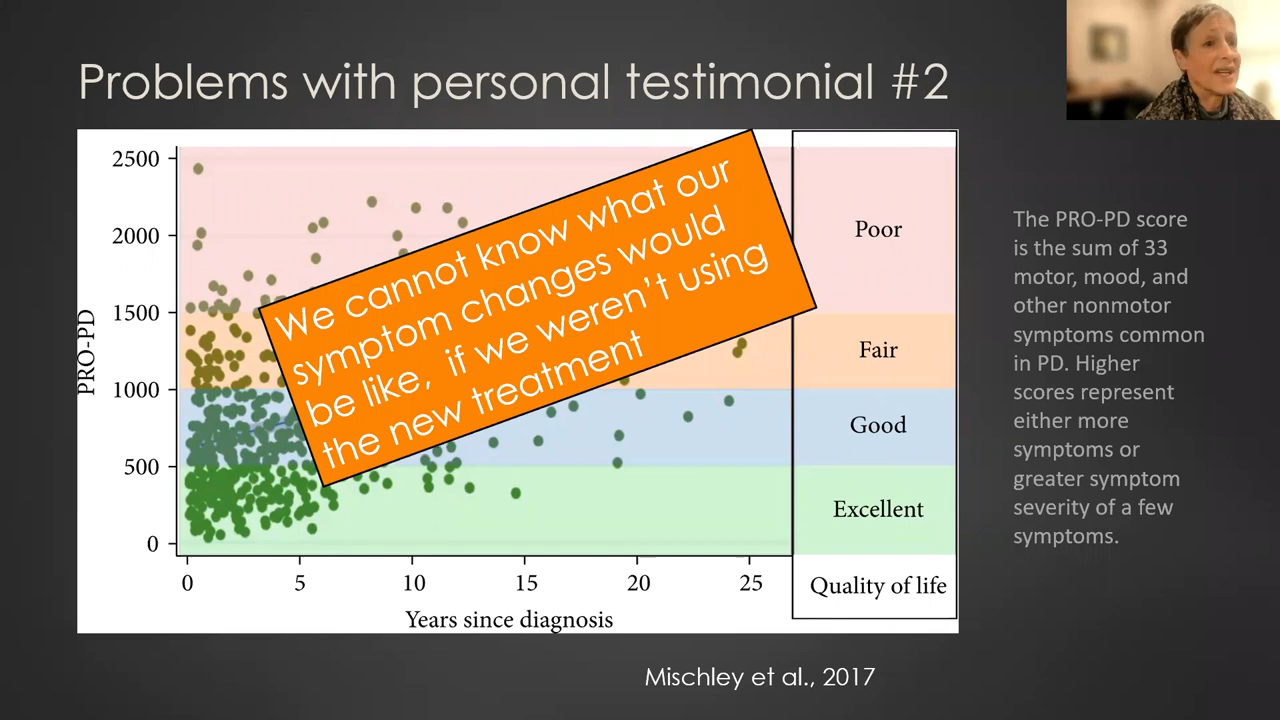 Problems with personal testimonial #2
2500
2000
1500
1000
500
0
PRO-PD
We cannot know what our
symptom changes would
be like, if we weren't using
the new treatment
Poor
Fair
Good
Excellent
Quality of life
0 5 10 15 20 25
Years since diagnosis
The PRO-PD score
is the sum of 33
motor, mood, and
other nonmotor
symptoms common
in PD. Higher
scores represent
either more
symptoms or
greater symptom
severity of a few
symptoms.
Mischley et al., 2017